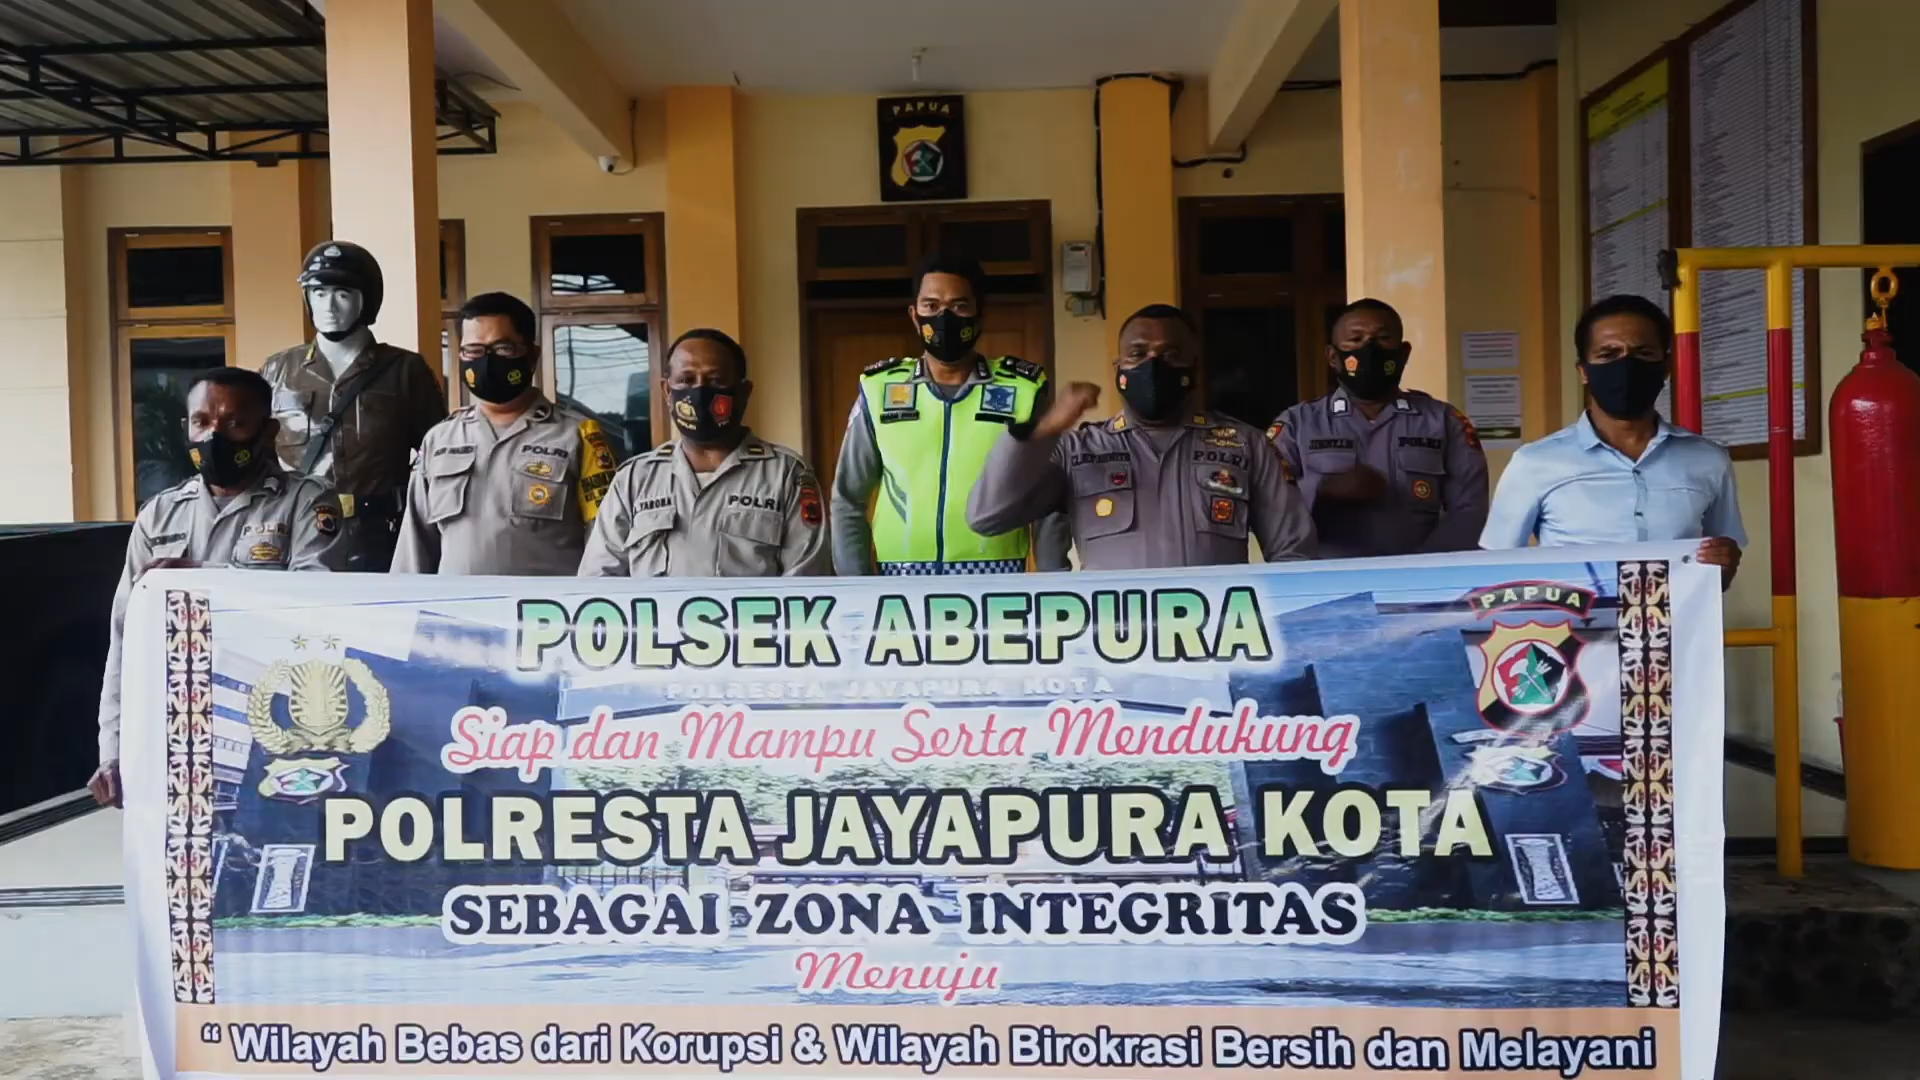 PAPUA
POLRI
POLRI
L. YAROBA
POLRI
POLRI
POLSEK ABEPURA
PAPUA
POLRESTA JAYAPURA KOTA
Siap dan Mampu Serta Mendukung
POLRESTA JAYAPURA KOTA
SEBAGAI ZONA INTEGRITAS
Menuju
“ Wilayah Bebas dari Korupsi & Wilayah Birokrasi Bersih dan Melayani